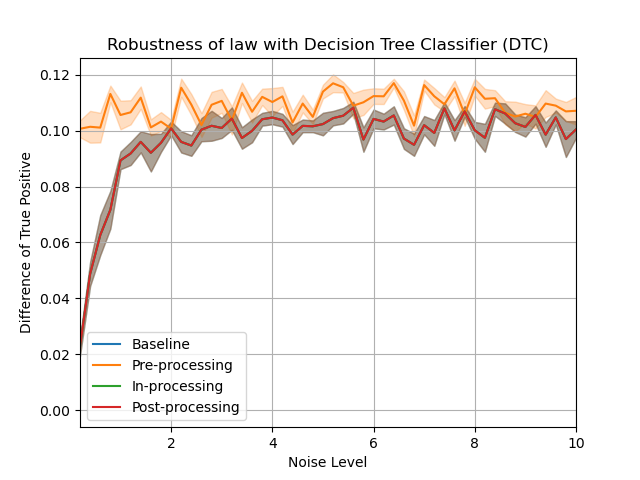 Robustness of law with Decision Tree Classifier (DTC)
Difference of True Positive
0.12
0.10
0.08
0.06
0.04
0.02
0.00
Baseline
Pre-processing
In-processing
Post-processing
2 4 6 8 10
Noise Level